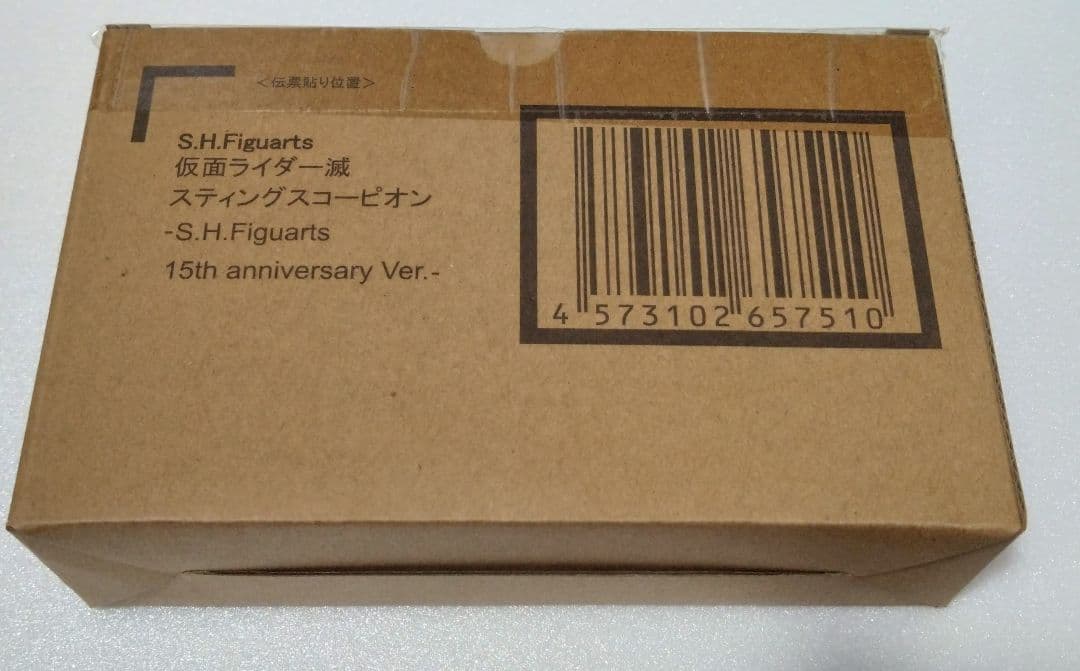 <伝票貼り位置>
S.H.Figuarts
仮面ライダー滅
スティングスコーピオン
-S.H.Figuarts
15th anniversary Ver.-
4 573102 657510